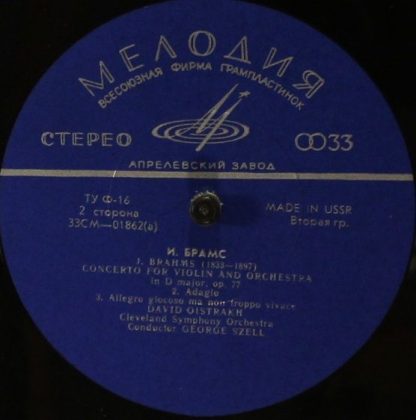 МЕЛОДИЯ
ВСЕСОЮЗНАЯ ФИРМА ГРАМПЛАСТИНОК
СТЕРЕО
33
АПРЕЛЕВСКИЙ ЗАВОД
ТУ Ф-16
2 сторона
33СМ—01862(а)
MADE IN USSR
Вторая гр.
И. БРАМС
J. BRAHMS (1833—1897)
CONCERTO FOR VIOLIN AND ORCHESTRA
in D major, op. 77
2. Adagio
3. Allegro giocoso ma non troppo vivace
DAVID OISTRAKH
Cleveland Symphony Orchestra
Conductor GEORGE SZELL